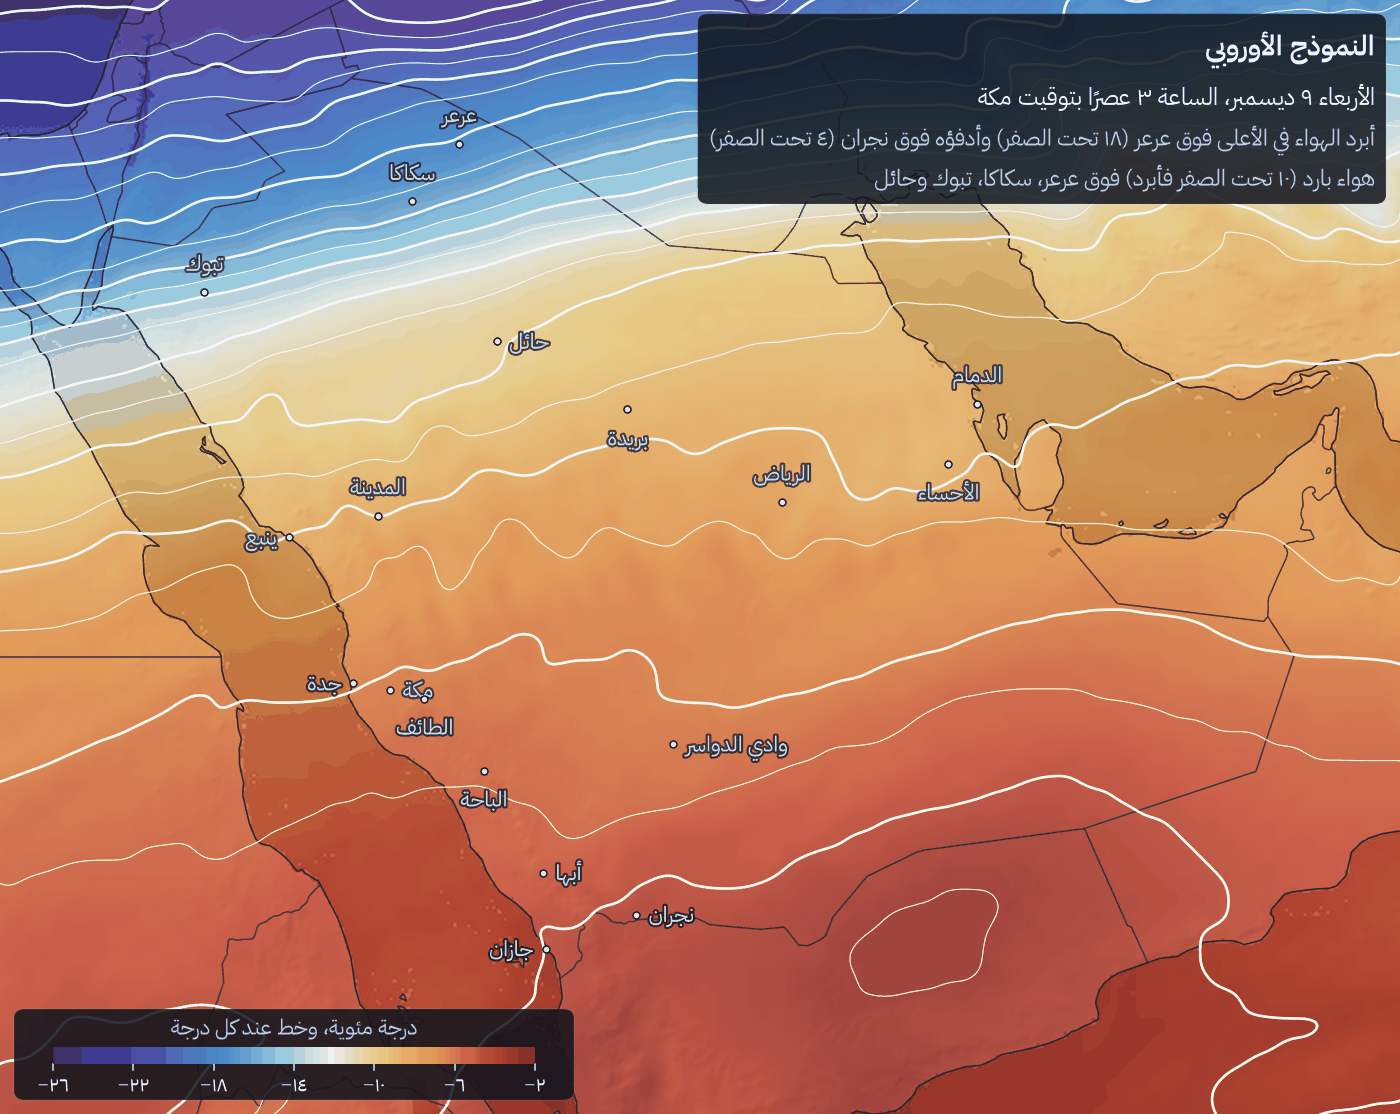 النموذج الأوروبي
الأربعاء ٩ ديسمبر، الساعة ٣ عصرًا بتوقيت مكة
أبرد الهواء في الأعلى فوق عرعر (١٨ تحت الصفر) وأدفؤه فوق نجران (٤ تحت الصفر)
هواء بارد (١٠ تحت الصفر فأبرد) فوق عرعر، سكاكا، تبوك وحائل
عرعر
سكاكا
تبوك
حائل
الدمام
بريدة
الرياض
الأحساء
المدينة
ينبع
جدة
مكة
الطائف
وادي الدواسر
الباحة
أبها
نجران
جازان
درجة مئوية، وخط عند كل درجة
−٢٦ −٢٢ −١٨ −١٤ −١٠ −٦ −٢